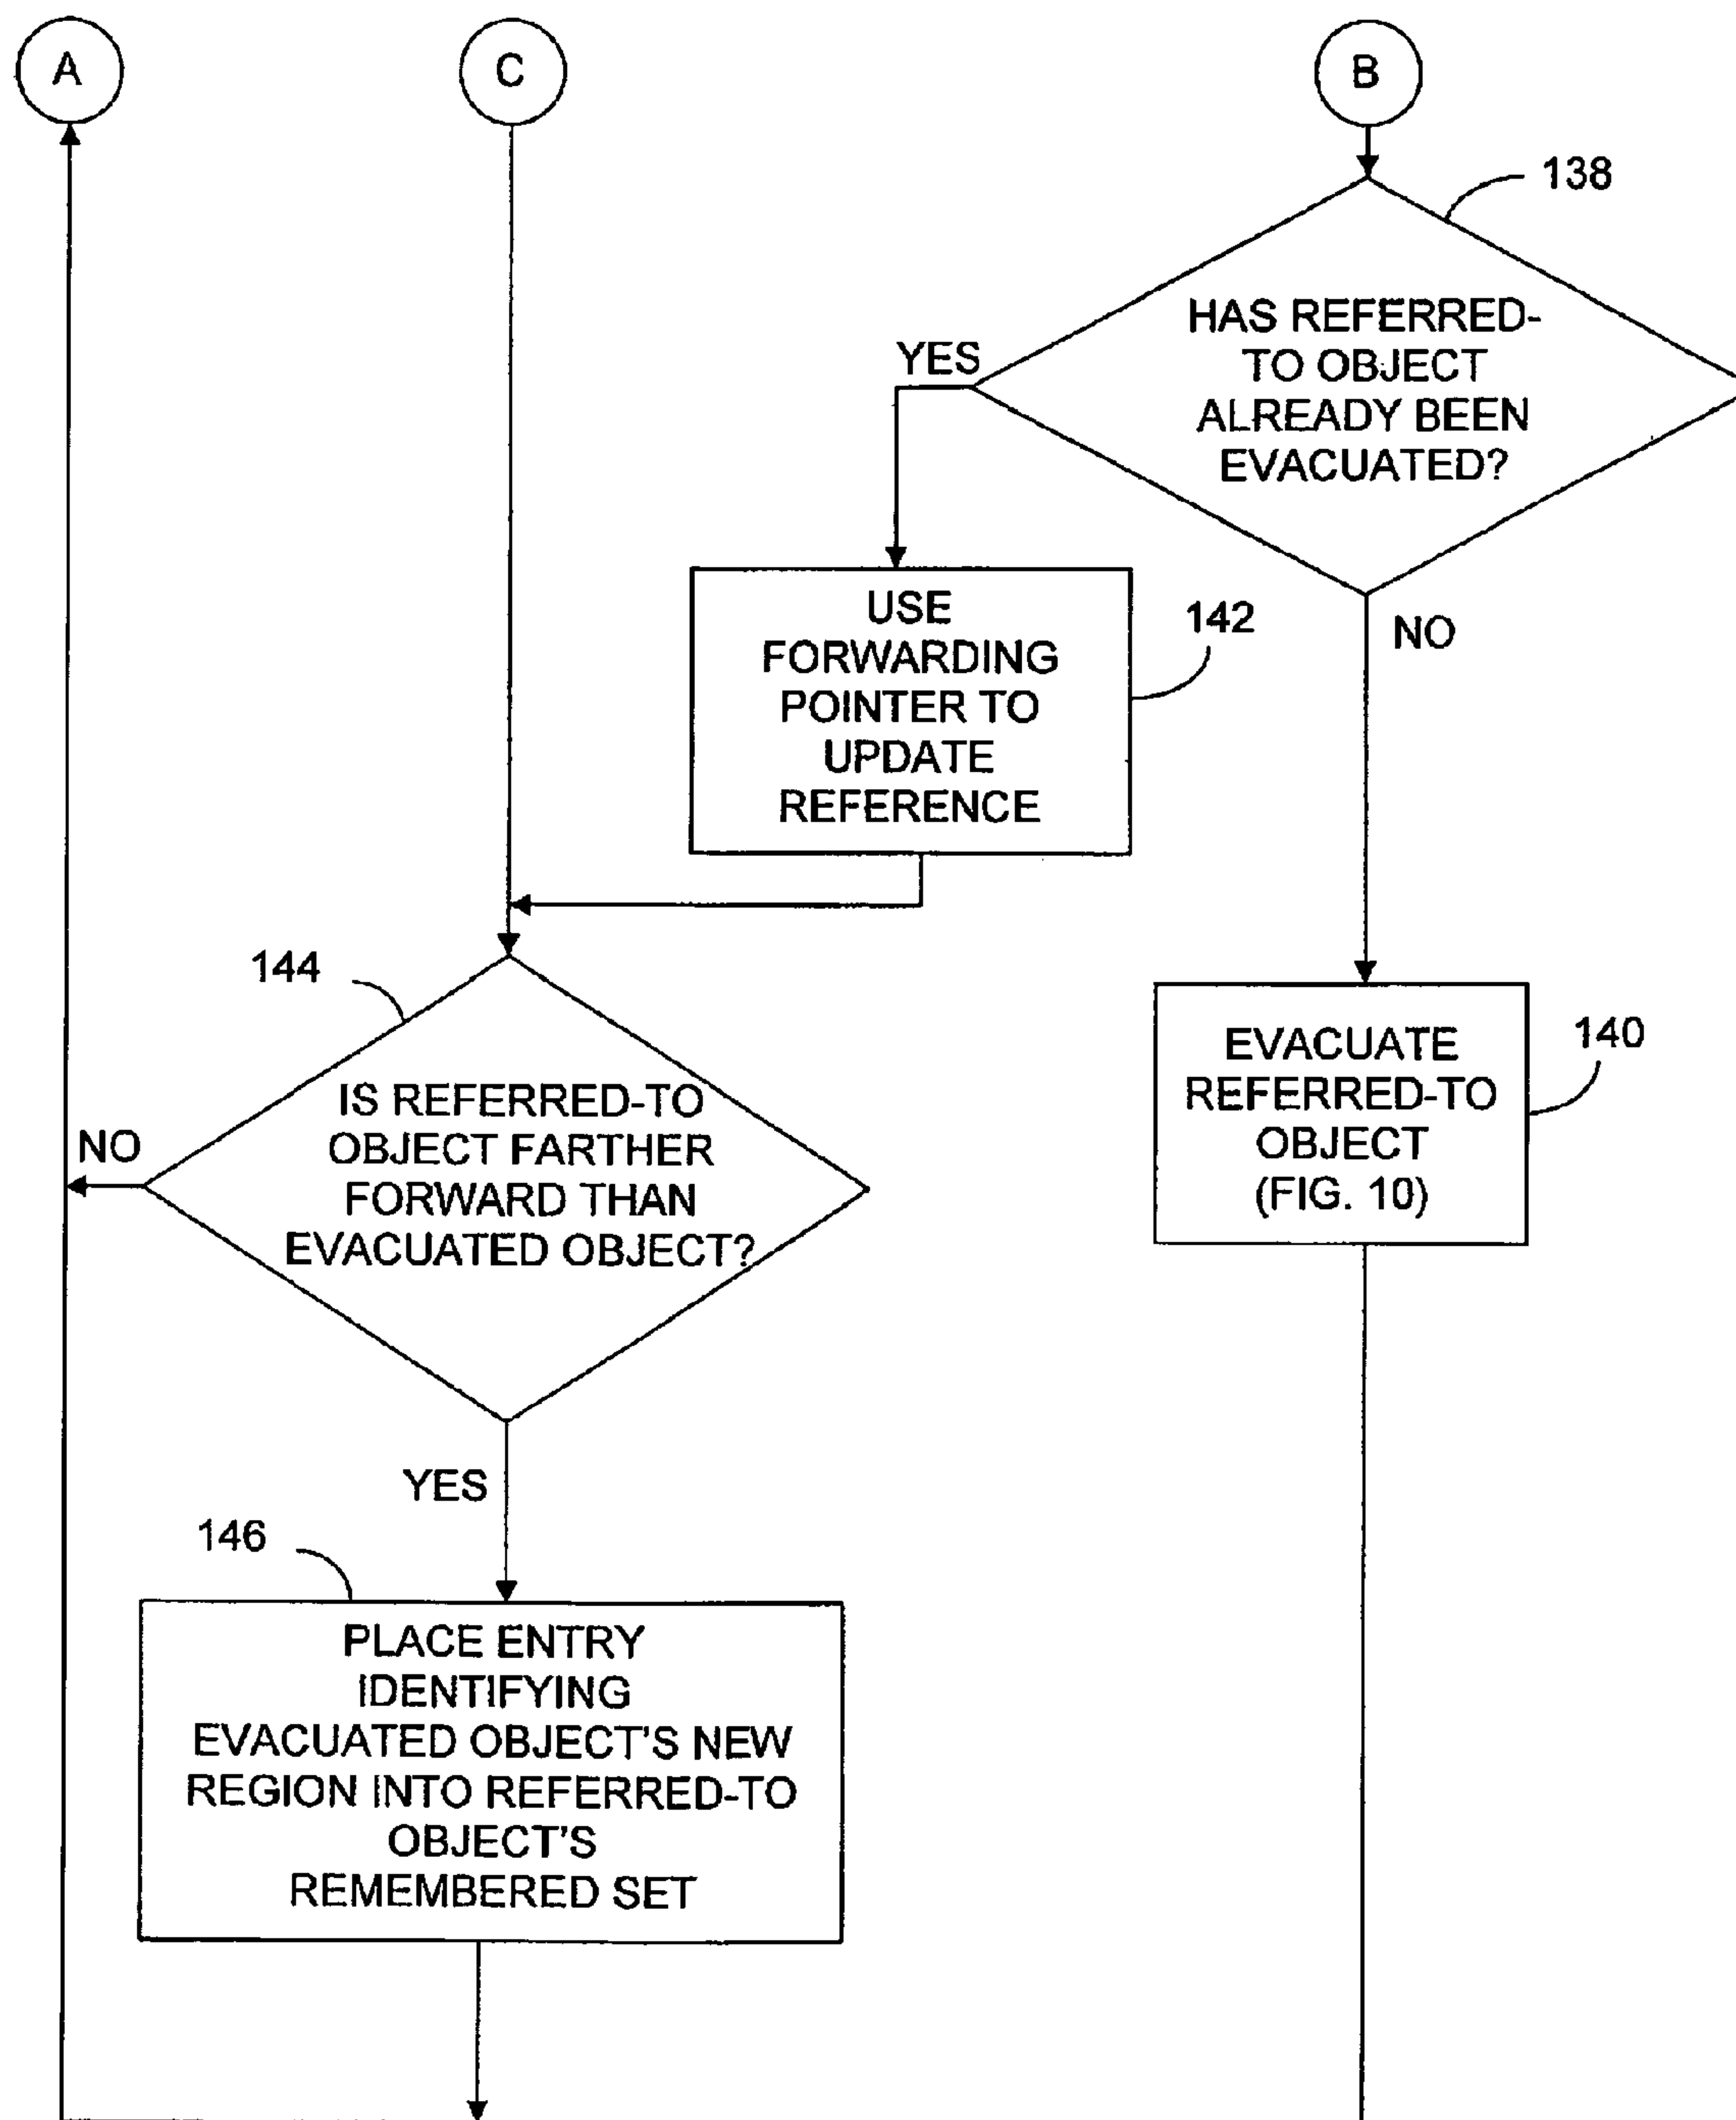 A
C
B
138
HAS REFERRED-
TO OBJECT
ALREADY BEEN
EVACUATED?
YES
NO
USE
FORWARDING
POINTER TO
UPDATE
REFERENCE
142
144
IS REFERRED-TO
OBJECT FARTHER
FORWARD THAN
EVACUATED OBJECT?
NO
YES
EVACUATE
REFERRED-TO
OBJECT
(FIG. 10)
140
146
PLACE ENTRY
IDENTIFYING
EVACUATED OBJECT'S NEW
REGION INTO REFERRED-TO
OBJECT'S
REMEMBERED SET